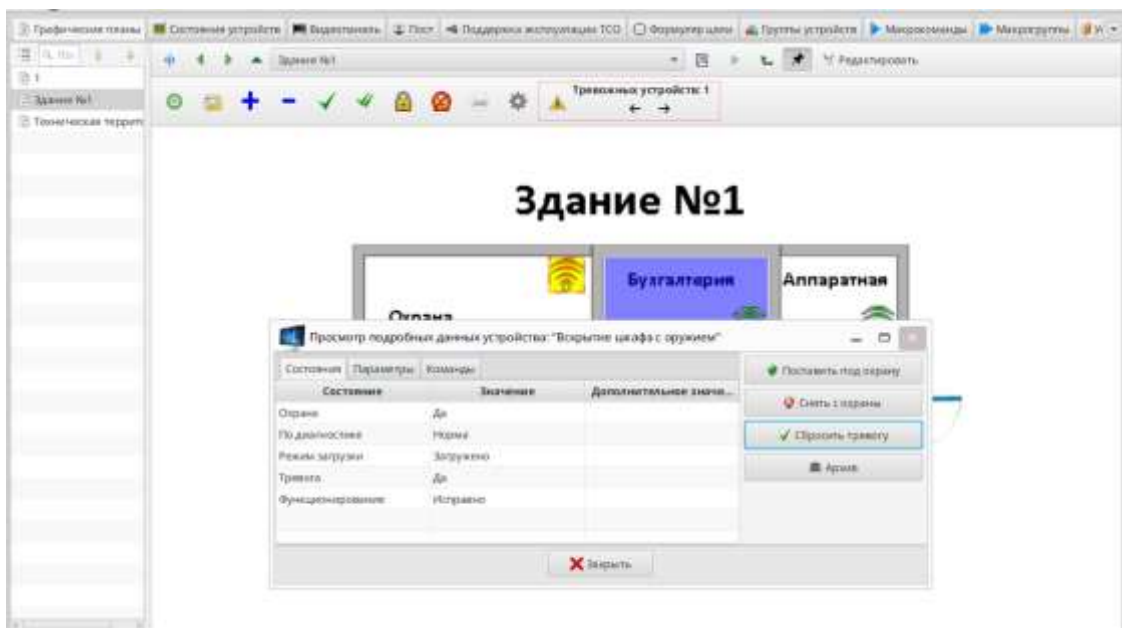 Графические планы Состояния устройств Видеопанель Пост Поддержка эксплуатации ТСО Формуляр цели Группы устройств Макрокоманды Макрогруппы
Здание №1 Редактировать
1
Здание №1
Техническая террит
Тревожных устройств: 1
Здание №1
Бухгалтерия Аппаратная
Охрана
Просмотр подробных данных устройства: "Вскрытие шкафа с оружием"
Состояния Параметры Команды
Состояние Значение Дополнительное значе...
Охрана Да
По диагностике Норма
Режим загрузки Загружено
Тревога Да
Функционирование Исправно
Поставить под охрану
Снять с охраны
Сбросить тревогу
Архив
Закрыть